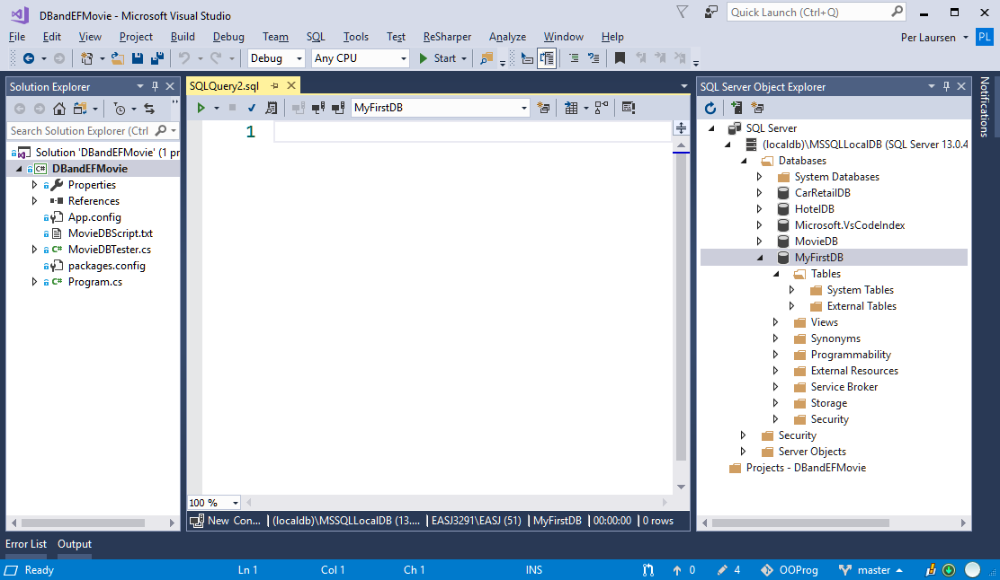 DBandEFMovie - Microsoft Visual Studio
Quick Launch (Ctrl+Q)
File Edit View Project Build Debug Team SQL Tools Test ReSharper Analyze Window Help
Per Laursen PL
Debug Any CPU Start
Solution Explorer
Search Solution Explorer (Ctrl
Solution 'DBandEFMovie' (1 pr
C# DBandEFMovie
Properties
References
App.config
MovieDBScript.txt
C# MovieDBTester.cs
packages.config
C# Program.cs
SQLQuery2.sql
MyFirstDB
1
100 %
New Con... (localdb)\MSSQLLocalDB (13.... EASJ3291\EASJ (51) MyFirstDB 00:00:00 0 rows
SQL Server Object Explorer
SQL Server
(localdb)\MSSQLLocalDB (SQL Server 13.0.4
Databases
System Databases
CarRetailDB
HotelDB
Microsoft.VsCodeIndex
MovieDB
MyFirstDB
Tables
System Tables
External Tables
Views
Synonyms
Programmability
External Resources
Service Broker
Storage
Security
Security
Server Objects
Projects - DBandEFMovie
Notifications
Error List Output
Ready Ln 1 Col 1 Ch 1 INS 0 4 OOProg master